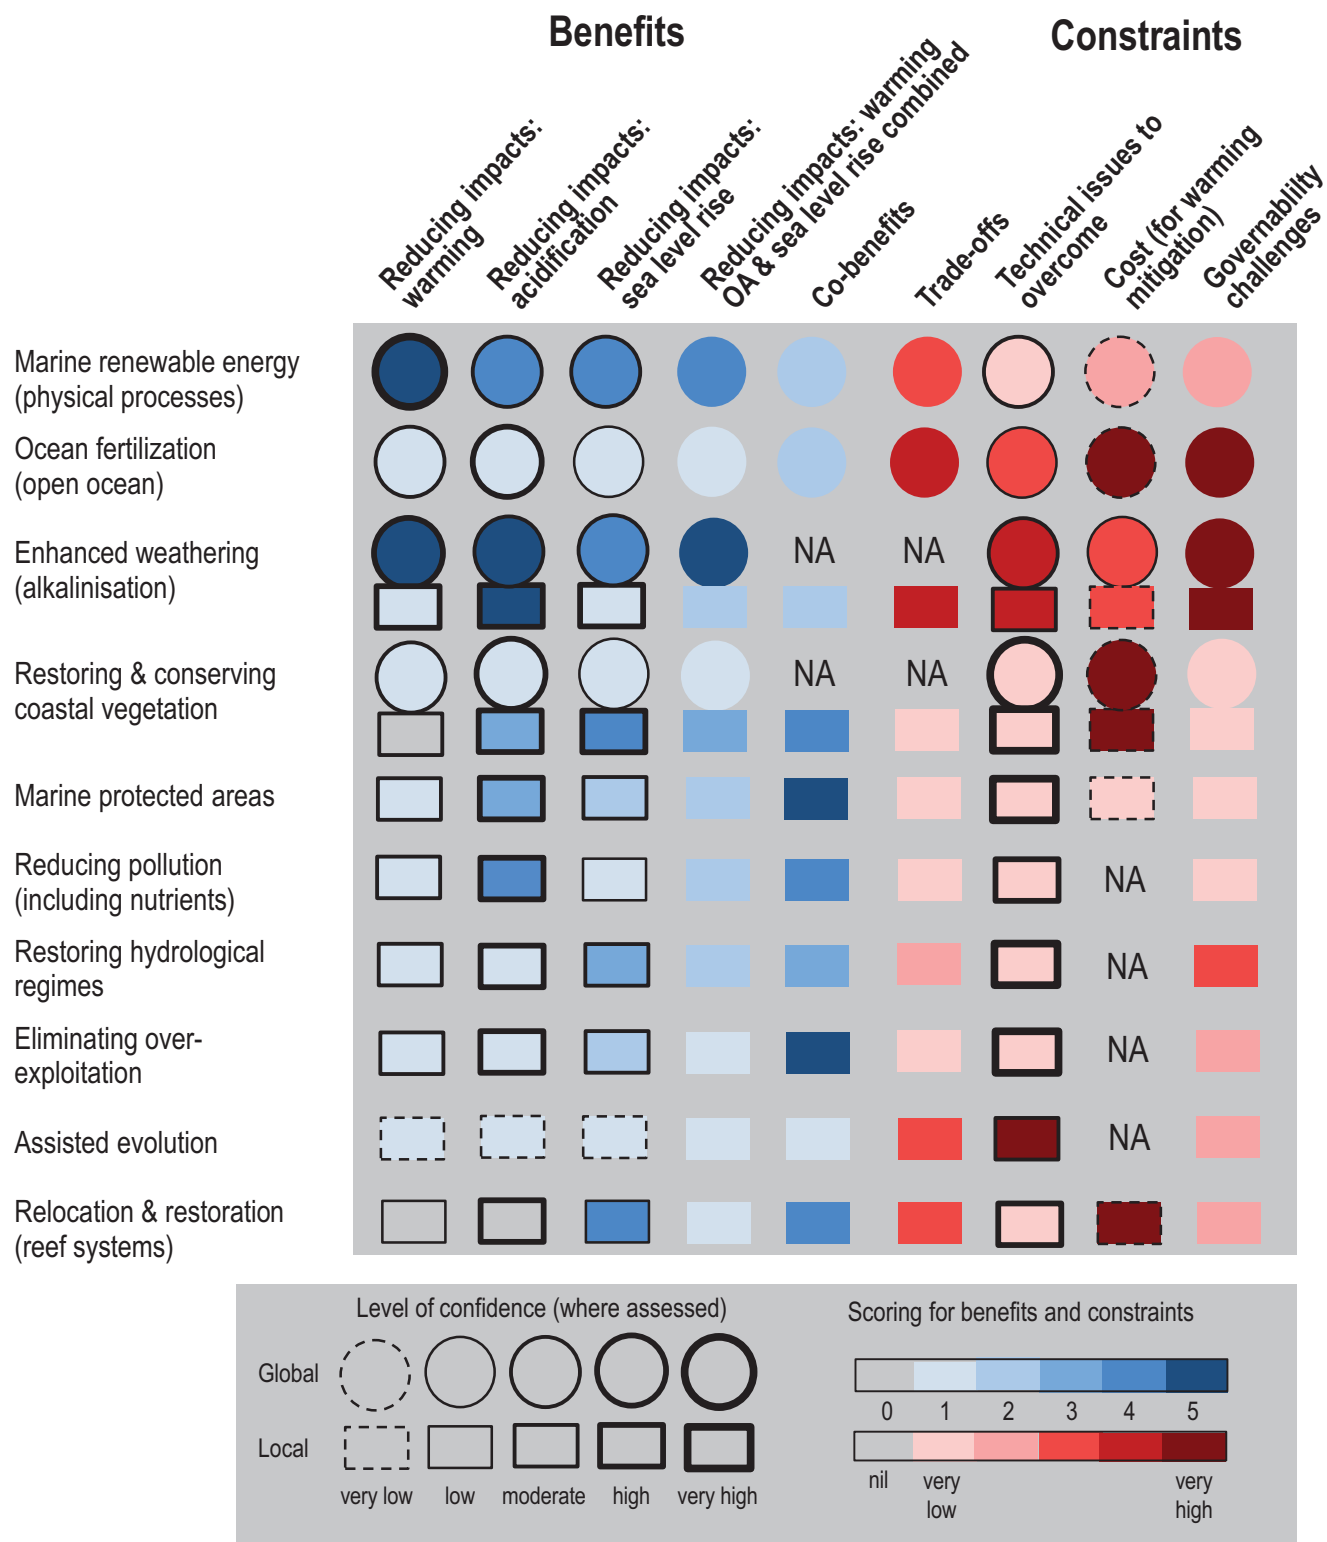 Benefits
Constraints
Reducing impacts:
warming
Reducing impacts:
acidification
Reducing impacts:
sea level rise
Reducing impacts: warming
OA & sea level rise combined
Co-benefits
Trade-offs
Technical issues to
overcome
Cost (for warming
mitigation)
Governabilty
challenges
Marine renewable energy
(physical processes)
Ocean fertilization
(open ocean)
Enhanced weathering
(alkalinisation)
NA
NA
Restoring & conserving
coastal vegetation
NA
NA
Marine protected areas
Reducing pollution
(including nutrients)
NA
Restoring hydrological
regimes
NA
Eliminating over-
exploitation
NA
Assisted evolution
NA
Relocation & restoration
(reef systems)
Level of confidence (where assessed)
Global
Local
very low
low
moderate
high
very high
Scoring for benefits and constraints
0 1 2 3 4 5
nil
very
low
very
high